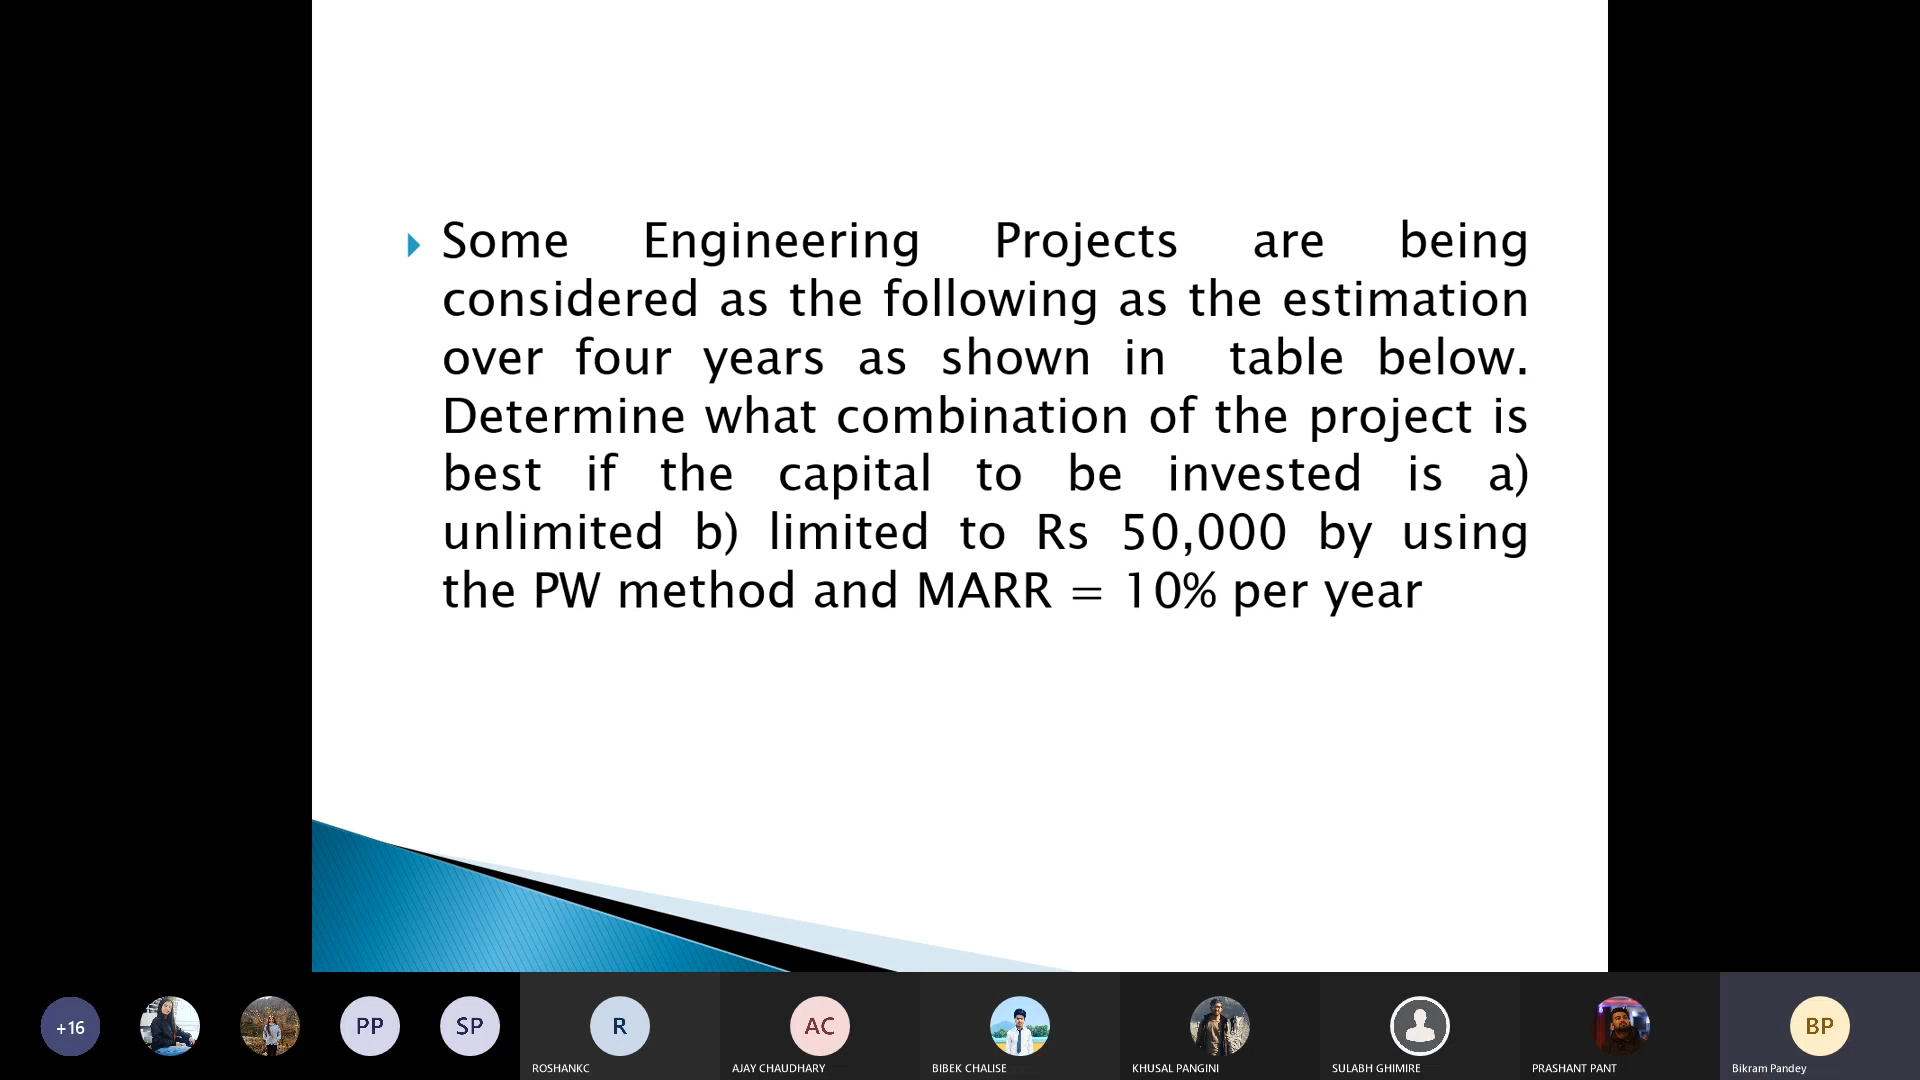 Some Engineering Projects are being
considered as the following as the estimation
over four years as shown in table below.
Determine what combination of the project is
best if the capital to be invested is a)
unlimited b) limited to Rs 50,000 by using
the PW method and MARR = 10% per year
+16
PP
SP
R
AC
BP
ROSHANKC
AJAY CHAUDHARY
BIBEK CHALISE
KHUSAL PANGINI
SULABH GHIMIRE
PRASHANT PANT
Bikram Pandey